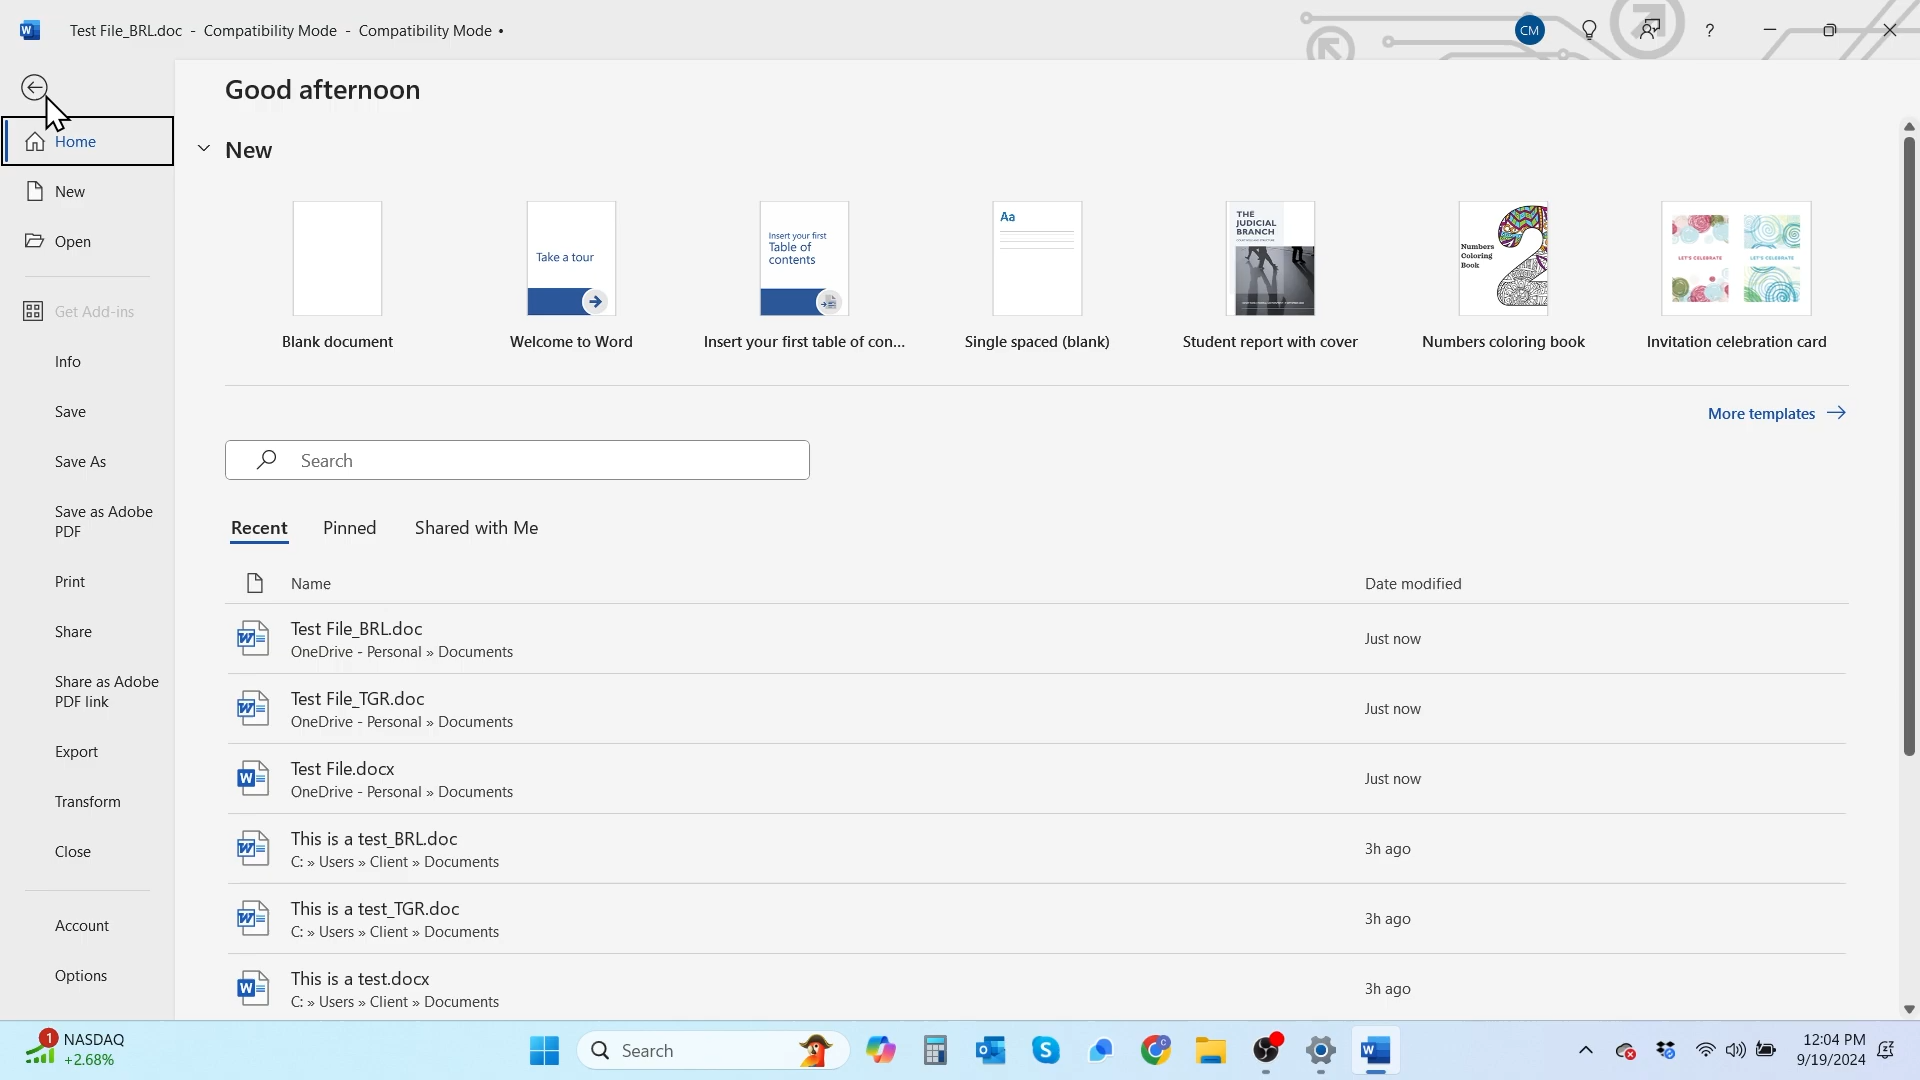 Test File_BRL.doc - Compatibility Mode - Compatibility Mode •
CM
?
Good afternoon
Home
New
New
Open
Get Add-ins
Info
Save
Save As
Save as Adobe
PDF
Print
Share
Share as Adobe
PDF link
Export
Transform
Close
Account
Options
Take a tour
Insert your first
Table of
contents
Aa
THE
JUDICIAL
BRANCH
Numbers
Coloring
Book
LET'S CELEBRATE
LET'S CELEBRATE
Blank document
Welcome to Word
Insert your first table of con...
Single spaced (blank)
Student report with cover
Numbers coloring book
Invitation celebration card
More templates
Search
Recent
Pinned
Shared with Me
Name
Date modified
Test File_BRL.doc
OneDrive - Personal » Documents
Just now
Test File_TGR.doc
OneDrive - Personal » Documents
Just now
Test File.docx
OneDrive - Personal » Documents
Just now
This is a test_BRL.doc
C: » Users » Client » Documents
3h ago
This is a test_TGR.doc
C: » Users » Client » Documents
3h ago
This is a test.docx
C: » Users » Client » Documents
3h ago
1
NASDAQ
+2.68%
Search
12:04 PM
9/19/2024